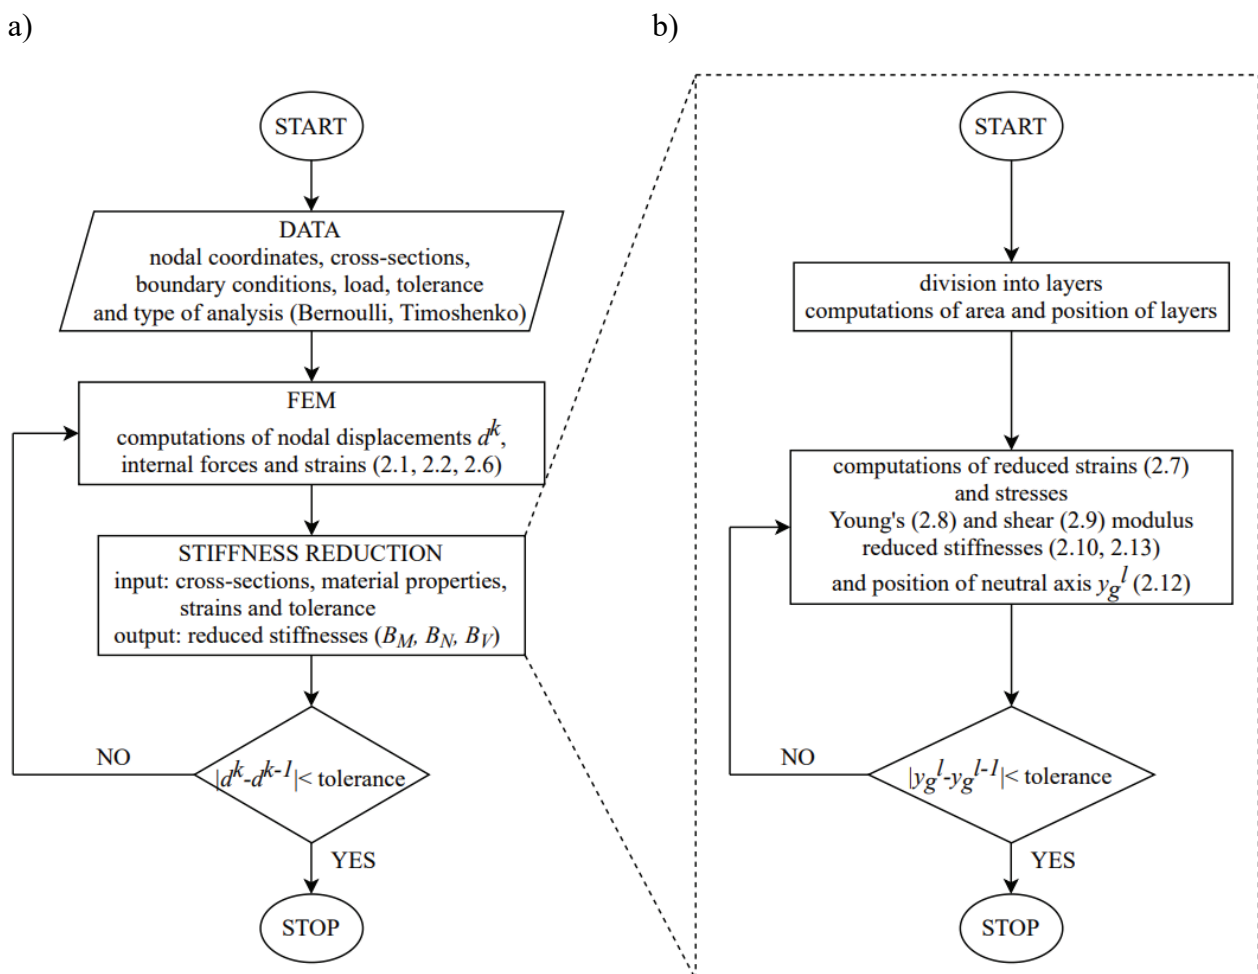 a)
START
DATA
nodal coordinates, cross-sections,
boundary conditions, load, tolerance
and type of analysis (Bernoulli, Timoshenko)
FEM
computations of nodal displacements d^k,
internal forces and strains (2.1, 2.2, 2.6)
STIFFNESS REDUCTION
input: cross-sections, material properties,
strains and tolerance
output: reduced stiffnesses (B_M, B_N, B_V)
NO
|d^k-d^k-1|< tolerance
YES
STOP
b)
START
division into layers
computations of area and position of layers
computations of reduced strains (2.7)
and stresses
Young's (2.8) and shear (2.9) modulus
reduced stiffnesses (2.10, 2.13)
and position of neutral axis y_g^l (2.12)
NO
|y_g^l-y_g^l-1|< tolerance
YES
STOP